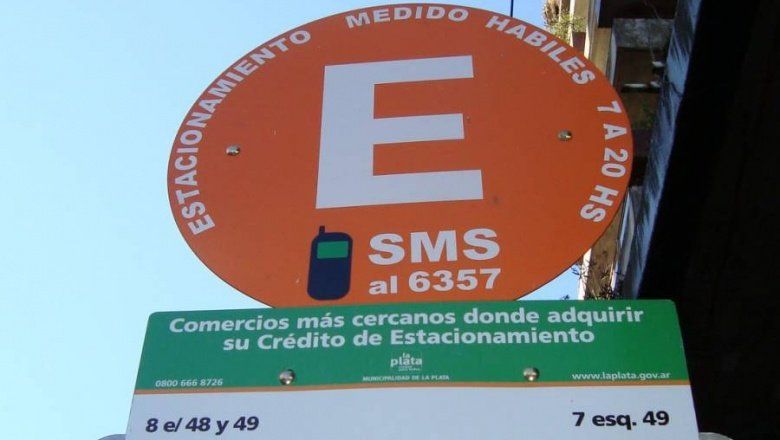 ESTACIONAMIENTO MEDIDO HABILES 7 A 20 HS
E
SMS
al 6357
Comercios más cercanos donde adquirir
su Crédito de Estacionamiento
la
plata
0800 666 8726
MUNICIPALIDAD DE LA PLATA
www.laplata.gov.ar
8 e/ 48 y 49
7 esq. 49